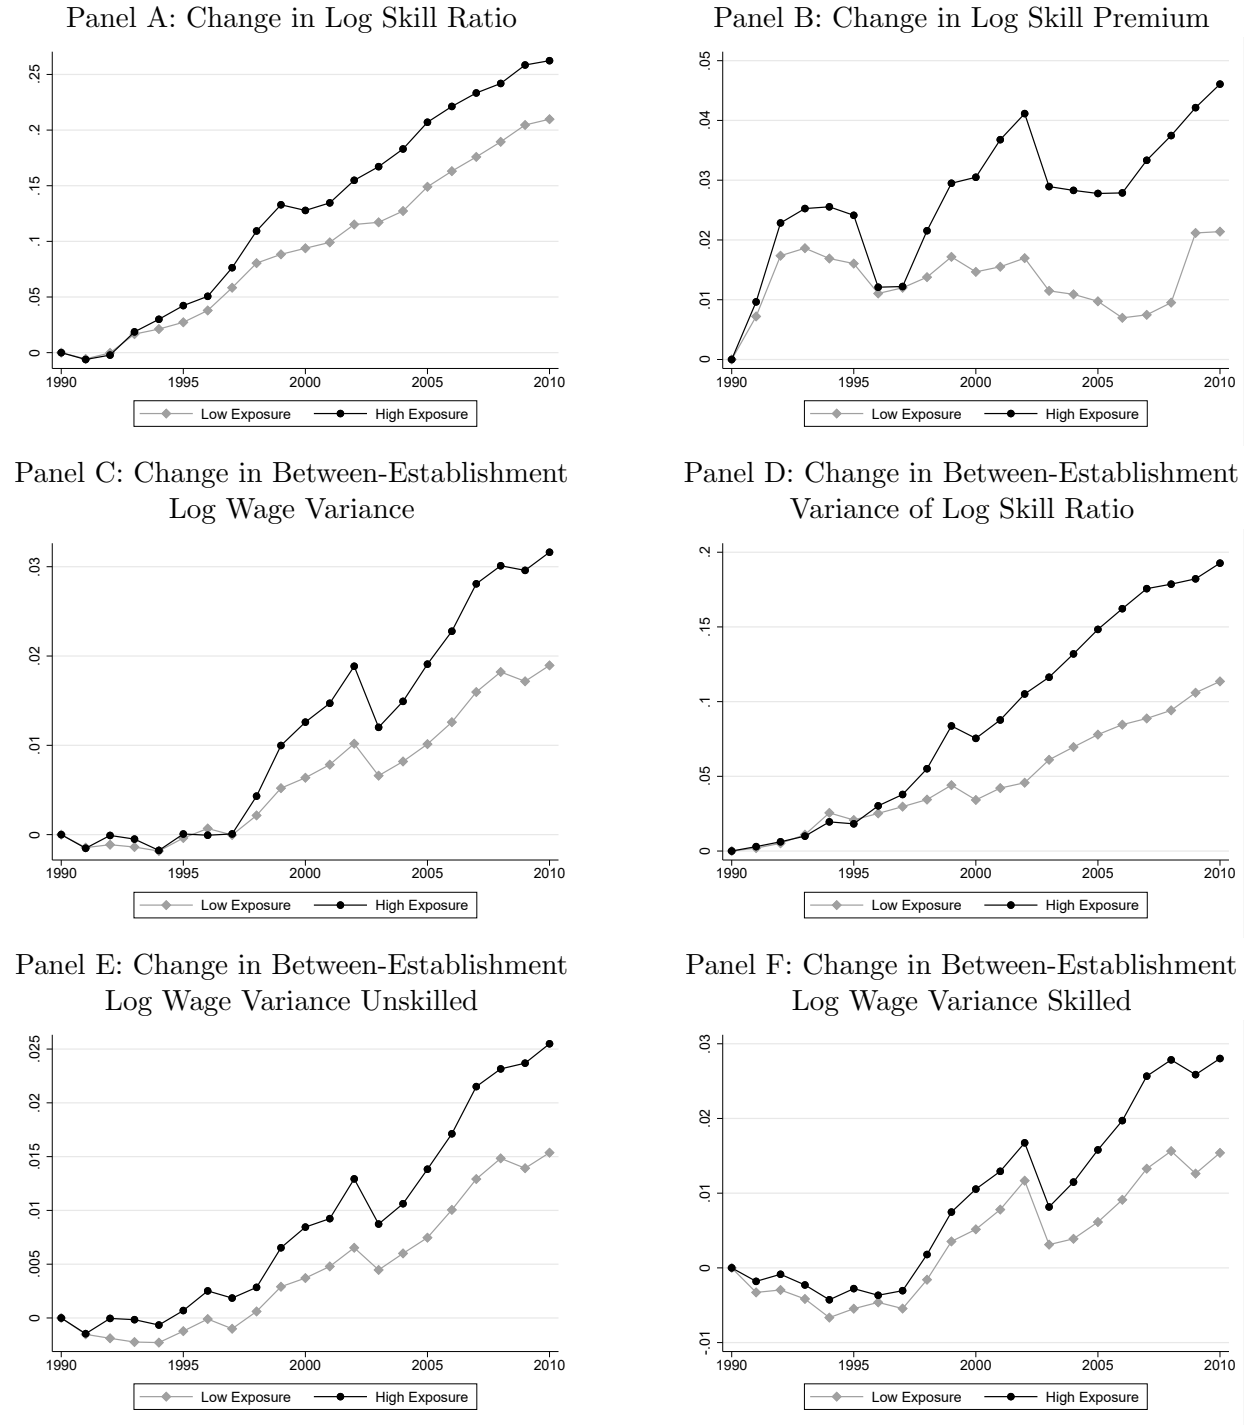 Panel A: Change in Log Skill Ratio
.25
.2
.15
.1
.05
0
1990 1995 2000 2005 2010
Low Exposure High Exposure
Panel B: Change in Log Skill Premium
.05
.04
.03
.02
.01
0
1990 1995 2000 2005 2010
Low Exposure High Exposure
Panel C: Change in Between-Establishment
Log Wage Variance
.03
.02
.01
0
1990 1995 2000 2005 2010
Low Exposure High Exposure
Panel D: Change in Between-Establishment
Variance of Log Skill Ratio
.2
.15
.1
.05
0
1990 1995 2000 2005 2010
Low Exposure High Exposure
Panel E: Change in Between-Establishment
Log Wage Variance Unskilled
.025
.02
.015
.01
.005
0
1990 1995 2000 2005 2010
Low Exposure High Exposure
Panel F: Change in Between-Establishment
Log Wage Variance Skilled
.03
.02
.01
0
-.01
1990 1995 2000 2005 2010
Low Exposure High Exposure